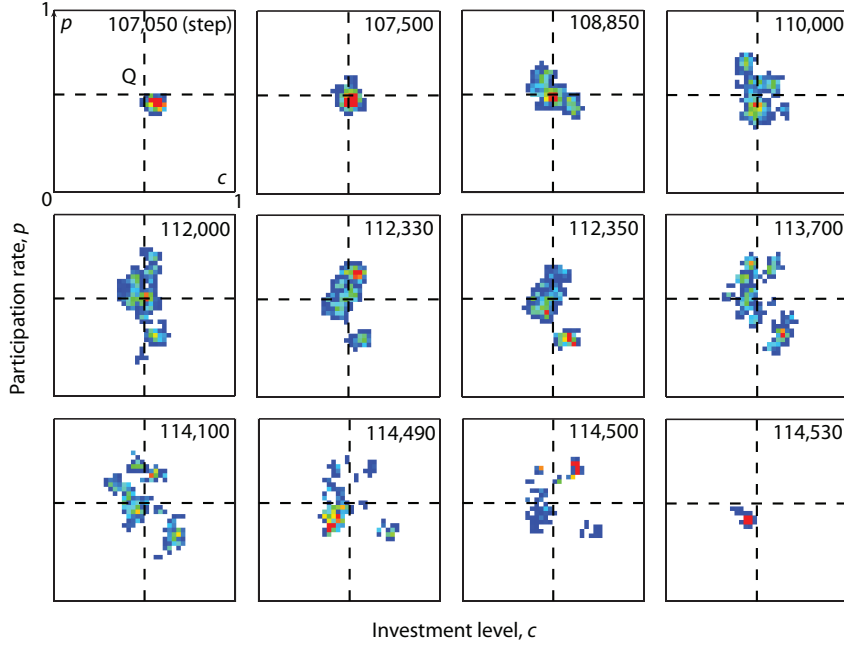 1
p
107,050 (step)
107,500
108,850
110,000
Q
c
0
1
112,000
112,330
112,350
113,700
Participation rate, p
114,100
114,490
114,500
114,530
Investment level, c